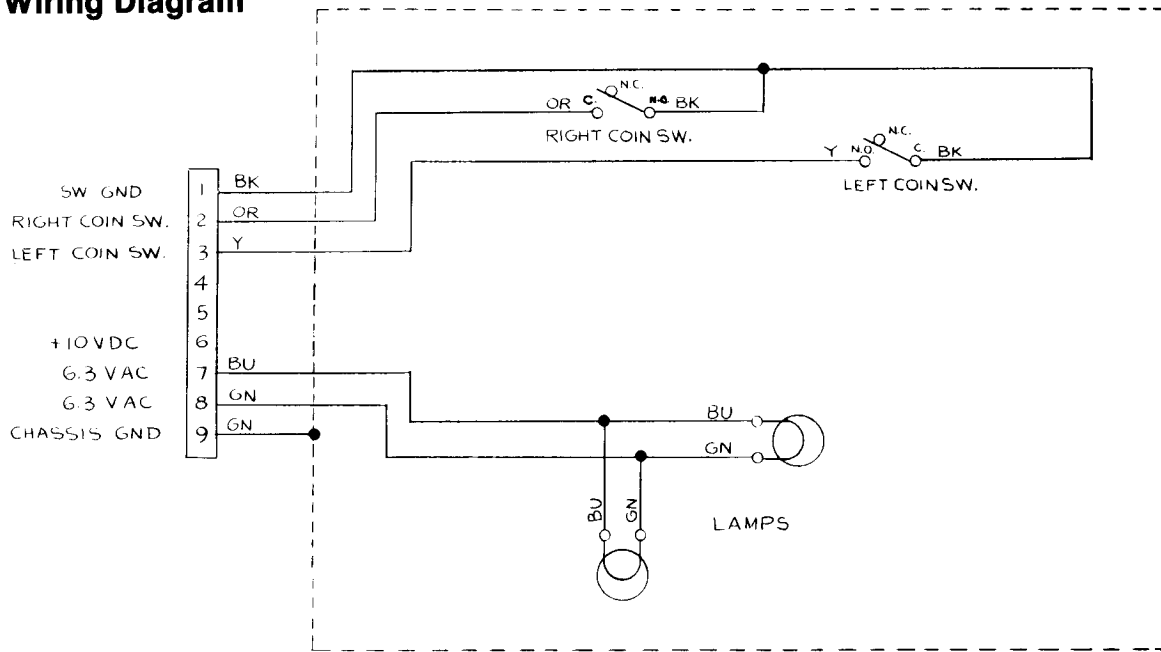 Wiring Diagram
N.C.
OR C. N.O. BK
RIGHT COIN SW.
N.C.
Y N.O. C. BK
LEFT COIN SW.
SW GND 1 BK
RIGHT COIN SW. 2 OR
LEFT COIN SW. 3 Y
4
5
+10VDC 6
6.3 VAC 7 BU
6.3 VAC 8 GN
CHASSIS GND 9 GN
BU
GN
BU GN
LAMPS